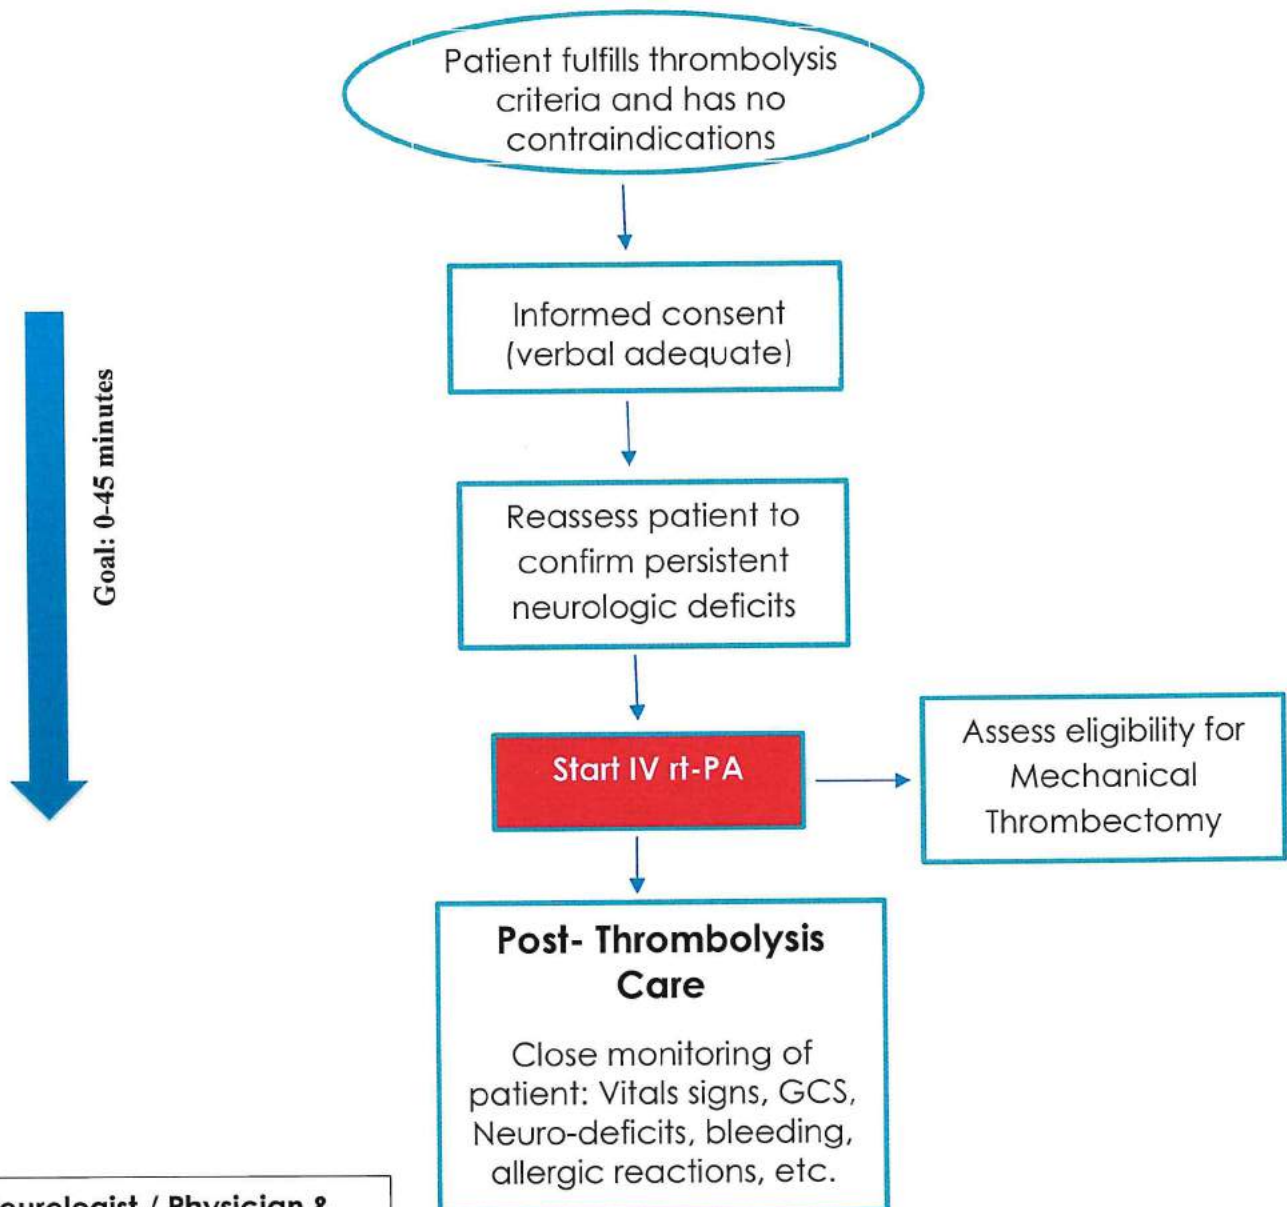 Patient fulfills thrombolysis
criteria and has no
contraindications
Informed consent
(verbal adequate)
Goal: 0-45 minutes
Reassess patient to
confirm persistent
neurologic deficits
Start IV rt-PA
Assess eligibility for
Mechanical
Thrombectomy
Post- Thrombolysis
Care
Close monitoring of
patient: Vitals signs, GCS,
Neuro-deficits, bleeding,
allergic reactions, etc.
eurologist / Physician &